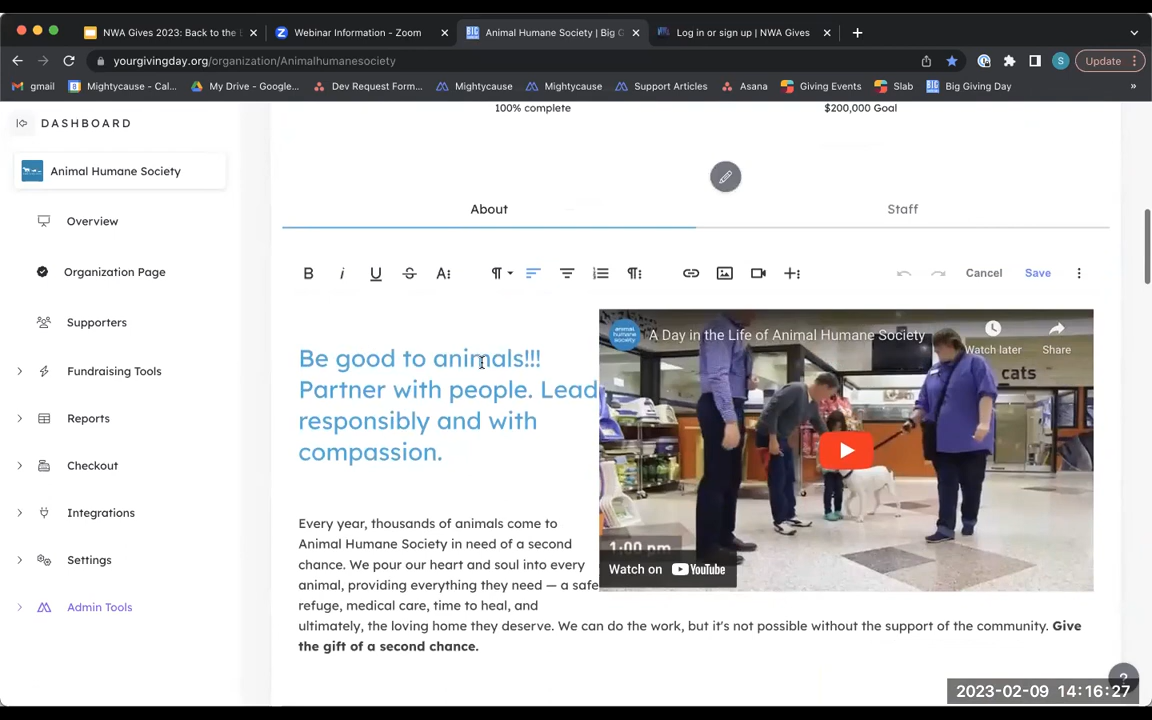 NWA Gives 2023: Back to the
Webinar Information - Zoom
Animal Humane Society | Big G
Log in or sign up | NWA Gives
yourgivingday.org/organization/Animalhumanesociety
S
Update
gmail
Mightycause - Cal...
My Drive - Google...
Dev Request Form...
Mightycause
Mightycause
Support Articles
Asana
Giving Events
Slab
Big Giving Day
»
DASHBOARD
100% complete
$200,000 Goal
Animal Humane Society
Overview
Organization Page
Supporters
Fundraising Tools
Reports
Checkout
Integrations
Settings
Admin Tools
About
Staff
Cancel
Save
Be good to animals!!!
Partner with people. Lead
responsibly and with
compassion.
A Day in the Life of Animal Humane Society
Watch later
Share
cats
1:00 pm
Watch on YouTube
Every year, thousands of animals come to
Animal Humane Society in need of a second
chance. We pour our heart and soul into every
animal, providing everything they need — a safe
refuge, medical care, time to heal, and
ultimately, the loving home they deserve. We can do the work, but it's not possible without the support of the community. Give
the gift of a second chance.
?
2023-02-09 14:16:27